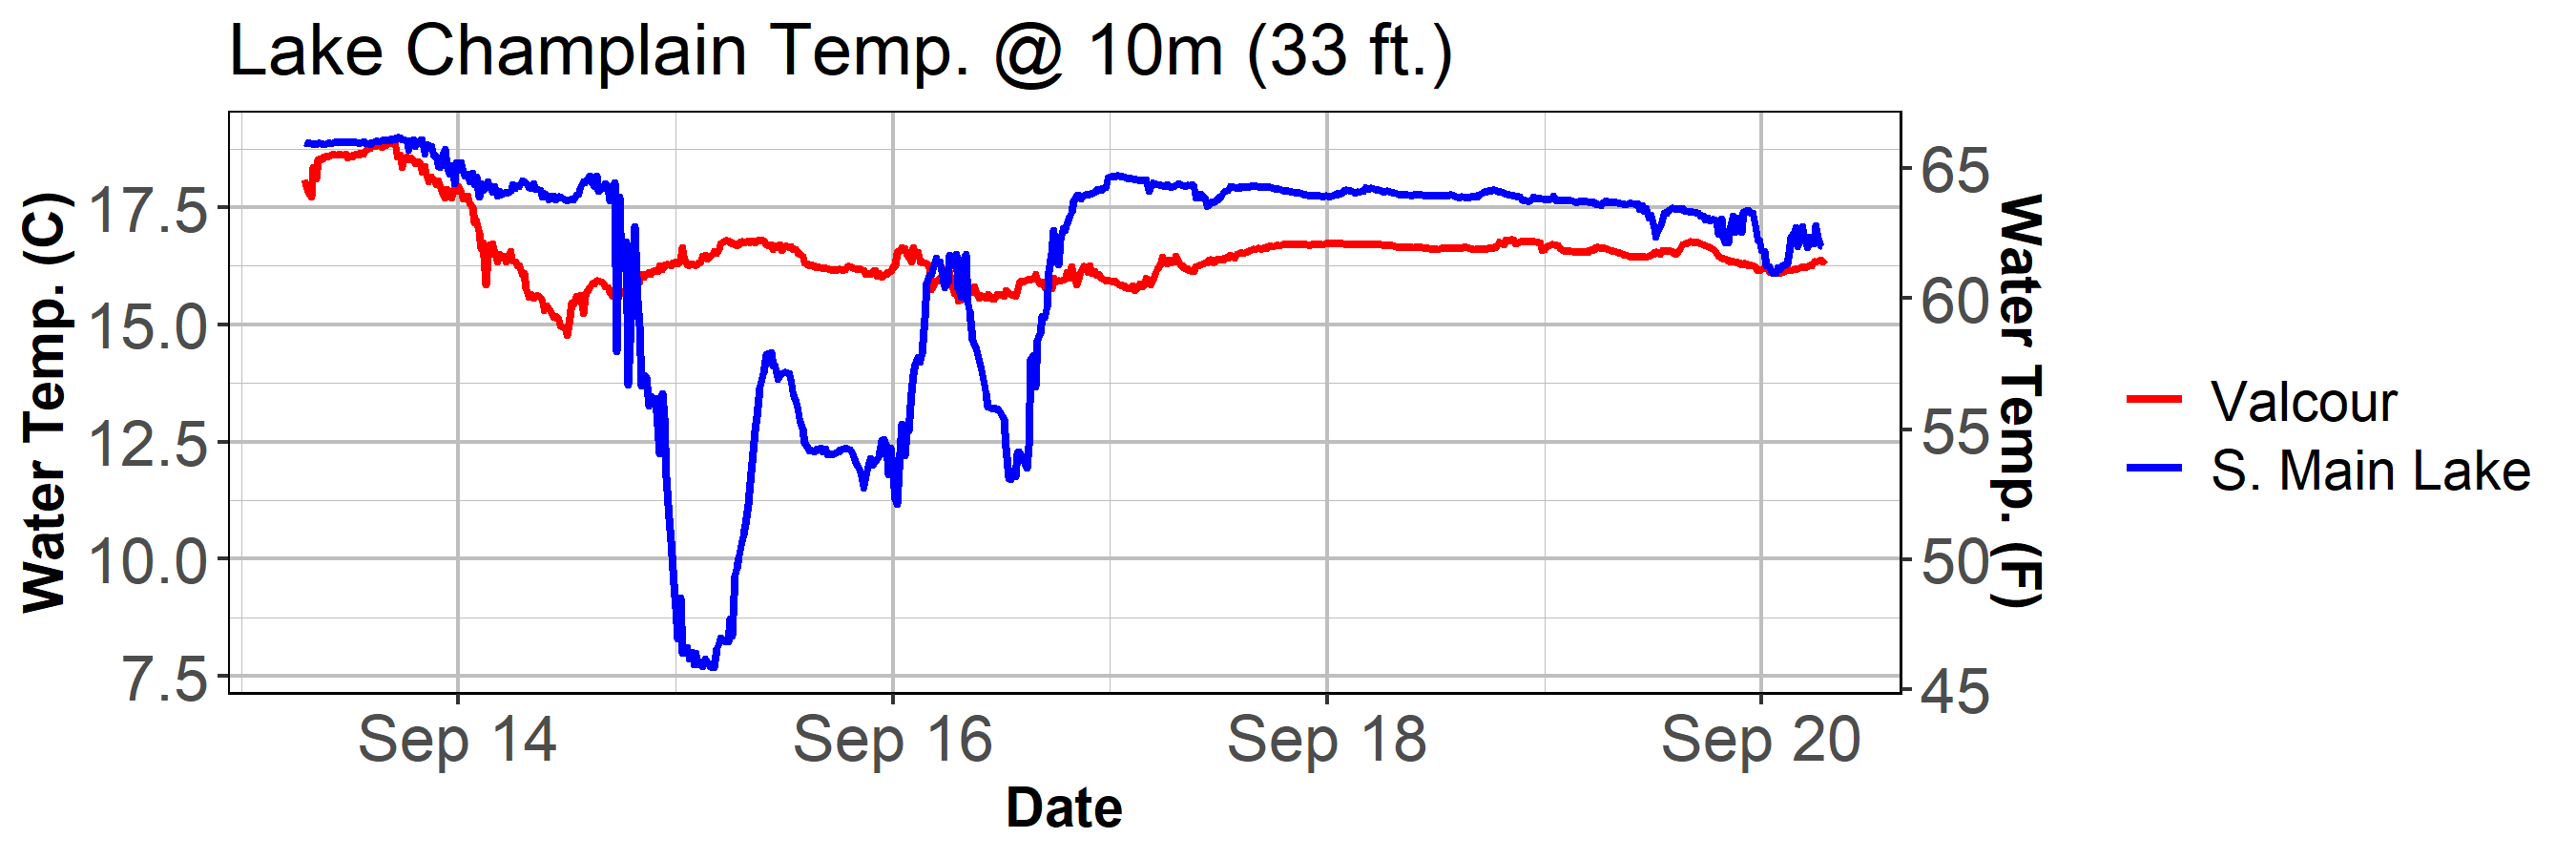 Lake Champlain Temp. @ 10m (33 ft.)
Water Temp. (C)
17.5
15.0
12.5
10.0
7.5
65
60
55
50
45
Water Temp. (F)
Valcour
S. Main Lake
Sep 14
Sep 16
Sep 18
Sep 20
Date